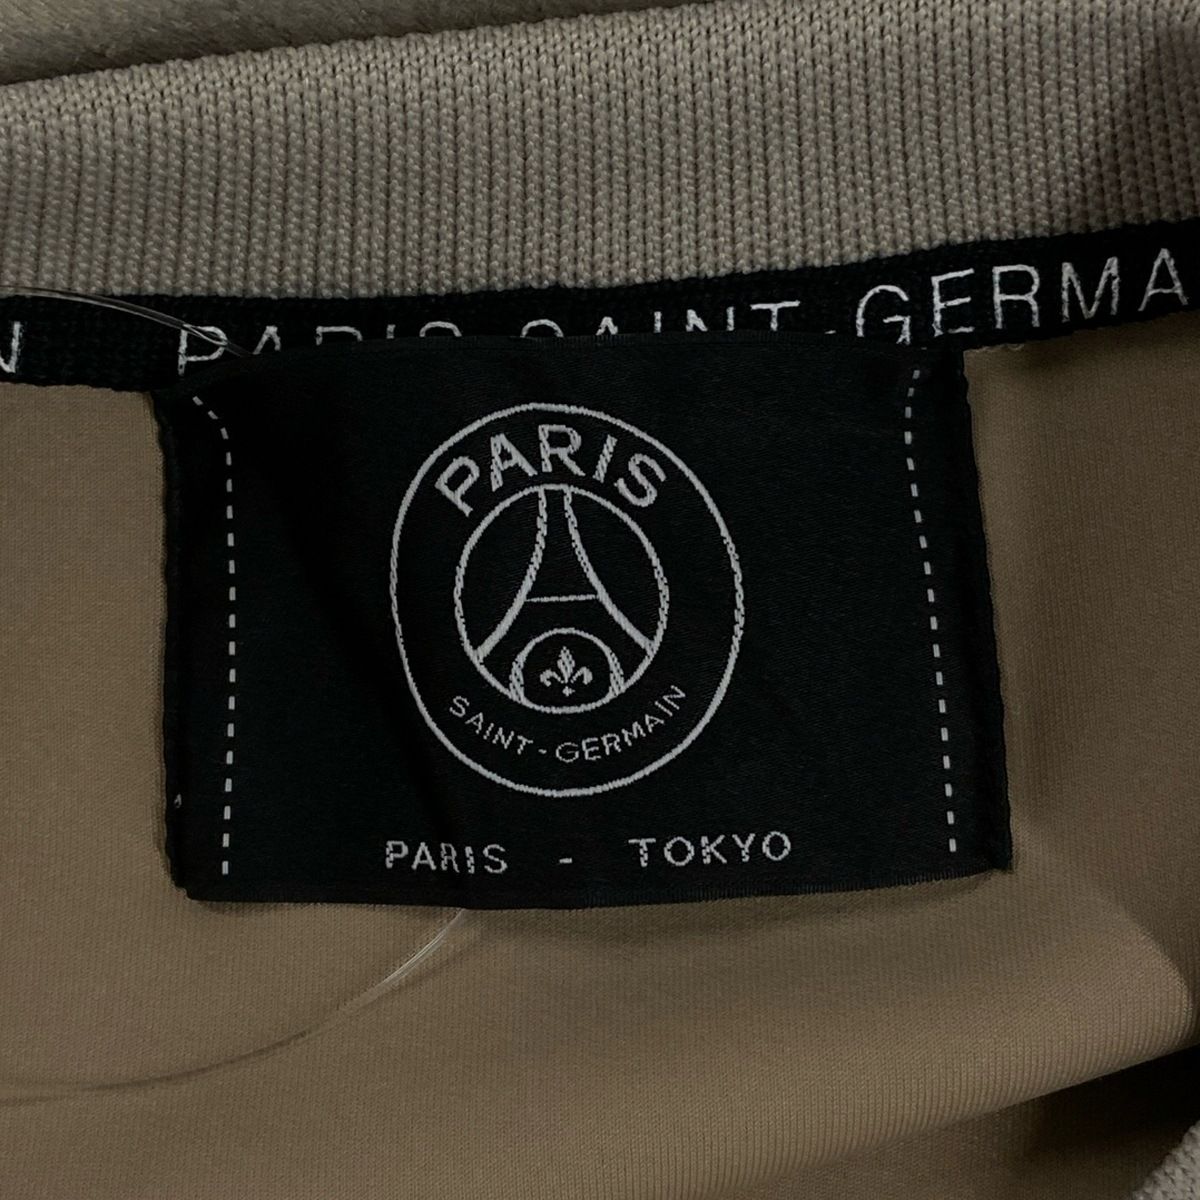 N PARIS SAINT-GERMA
PARIS
SAINT-GERMAIN
PARIS - TOKYO